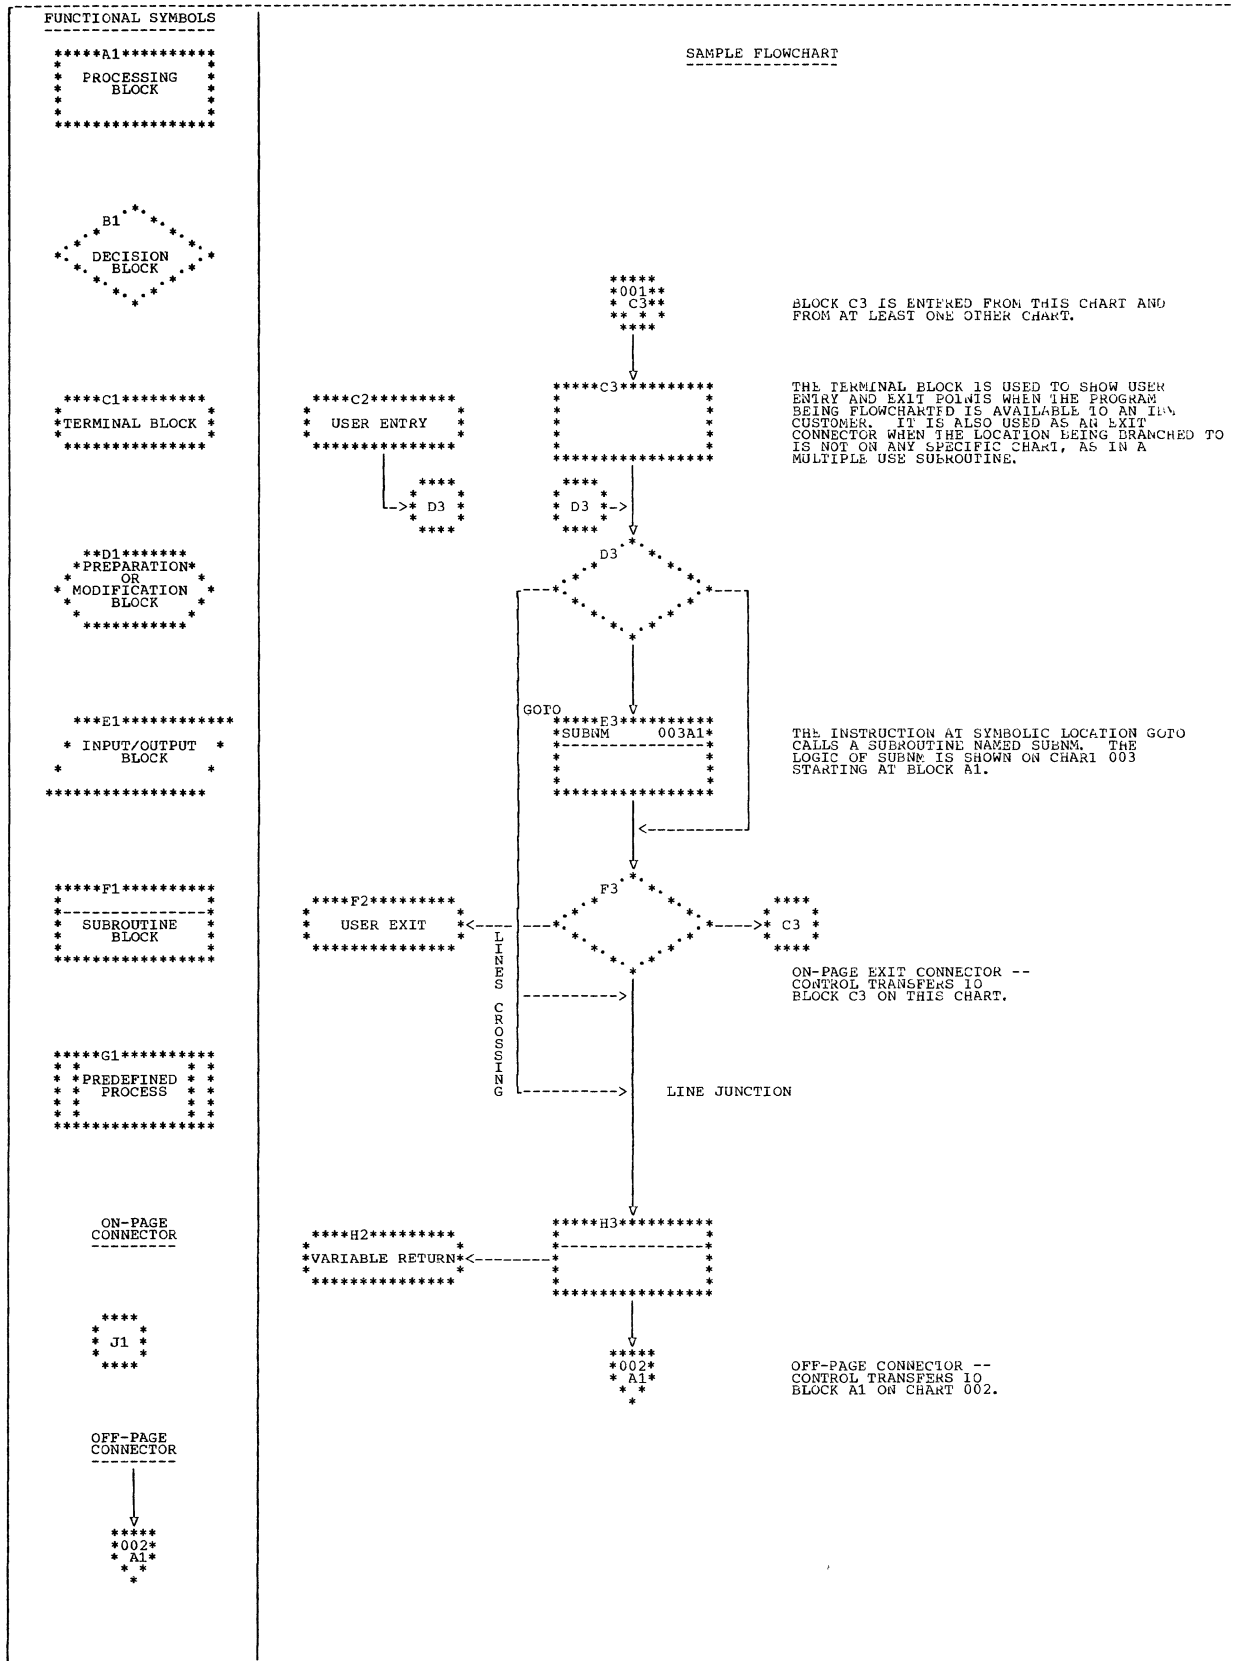 FUNCTIONAL SYMBOLS
A1
PROCESSING
BLOCK
B1
DECISION
BLOCK
C1
TERMINAL BLOCK
D1
PREPARATION
OR
MODIFICATION
BLOCK
E1
INPUT/OUTPUT
BLOCK
F1
SUBROUTINE
BLOCK
G1
PREDEFINED
PROCESS
ON-PAGE
CONNECTOR
J1
OFF-PAGE
CONNECTOR
002
A1
SAMPLE FLOWCHART
001
C3
BLOCK C3 IS ENTERED FROM THIS CHART AND
FROM AT LEAST ONE OTHER CHART.
C2
USER ENTRY
C3
THE TERMINAL BLOCK IS USED TO SHOW USER
ENTRY AND EXIT POINTS WHEN THE PROGRAM
BEING FLOWCHARTED IS AVAILABLE TO AN
CUSTOMER. IT IS ALSO USED AS AN EXIT
CONNECTOR WHEN THE LOCATION BEING BRANCHED TO
IS NOT ON ANY SPECIFIC CHART, AS IN A
MULTIPLE USE SUBROUTINE.
D3
D3
D3
GOTO
E3
SUBNM 003A1
THE INSTRUCTION AT SYMBOLIC LOCATION GOTO
CALLS A SUBROUTINE NAMED SUBNM. THE
LOGIC OF SUBNM IS SHOWN ON CHART 003
STARTING AT BLOCK A1.
F2
USER EXIT
F3
C3
LINES CROSSING
ON-PAGE EXIT CONNECTOR --
CONTROL TRANSFERS TO
BLOCK C3 ON THIS CHART.
LINE JUNCTION
H2
VARIABLE RETURN
H3
002
A1
OFF-PAGE CONNECTOR --
CONTROL TRANSFERS TO
BLOCK A1 ON CHART 002.